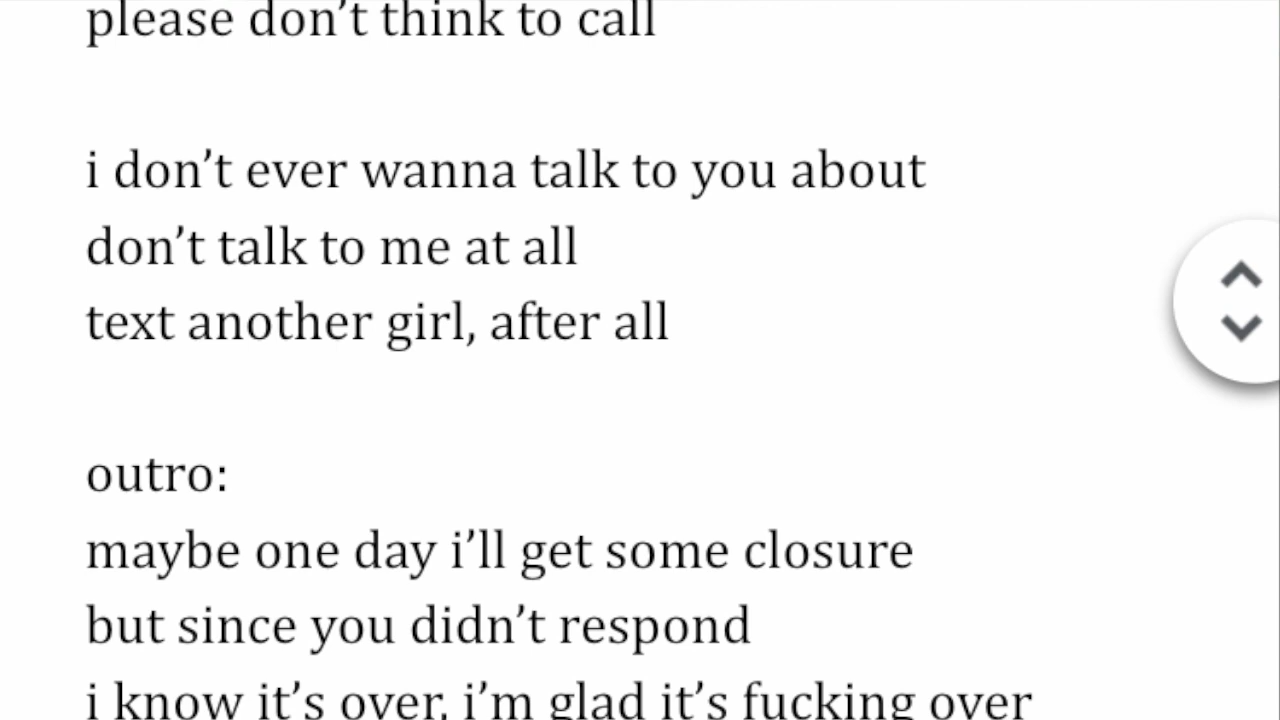 please don’t think to call
i don’t ever wanna talk to you about
don’t talk to me at all
text another girl, after all
outro:
maybe one day i’ll get some closure
but since you didn’t respond
i know it’s over, i’m glad it’s fucking over